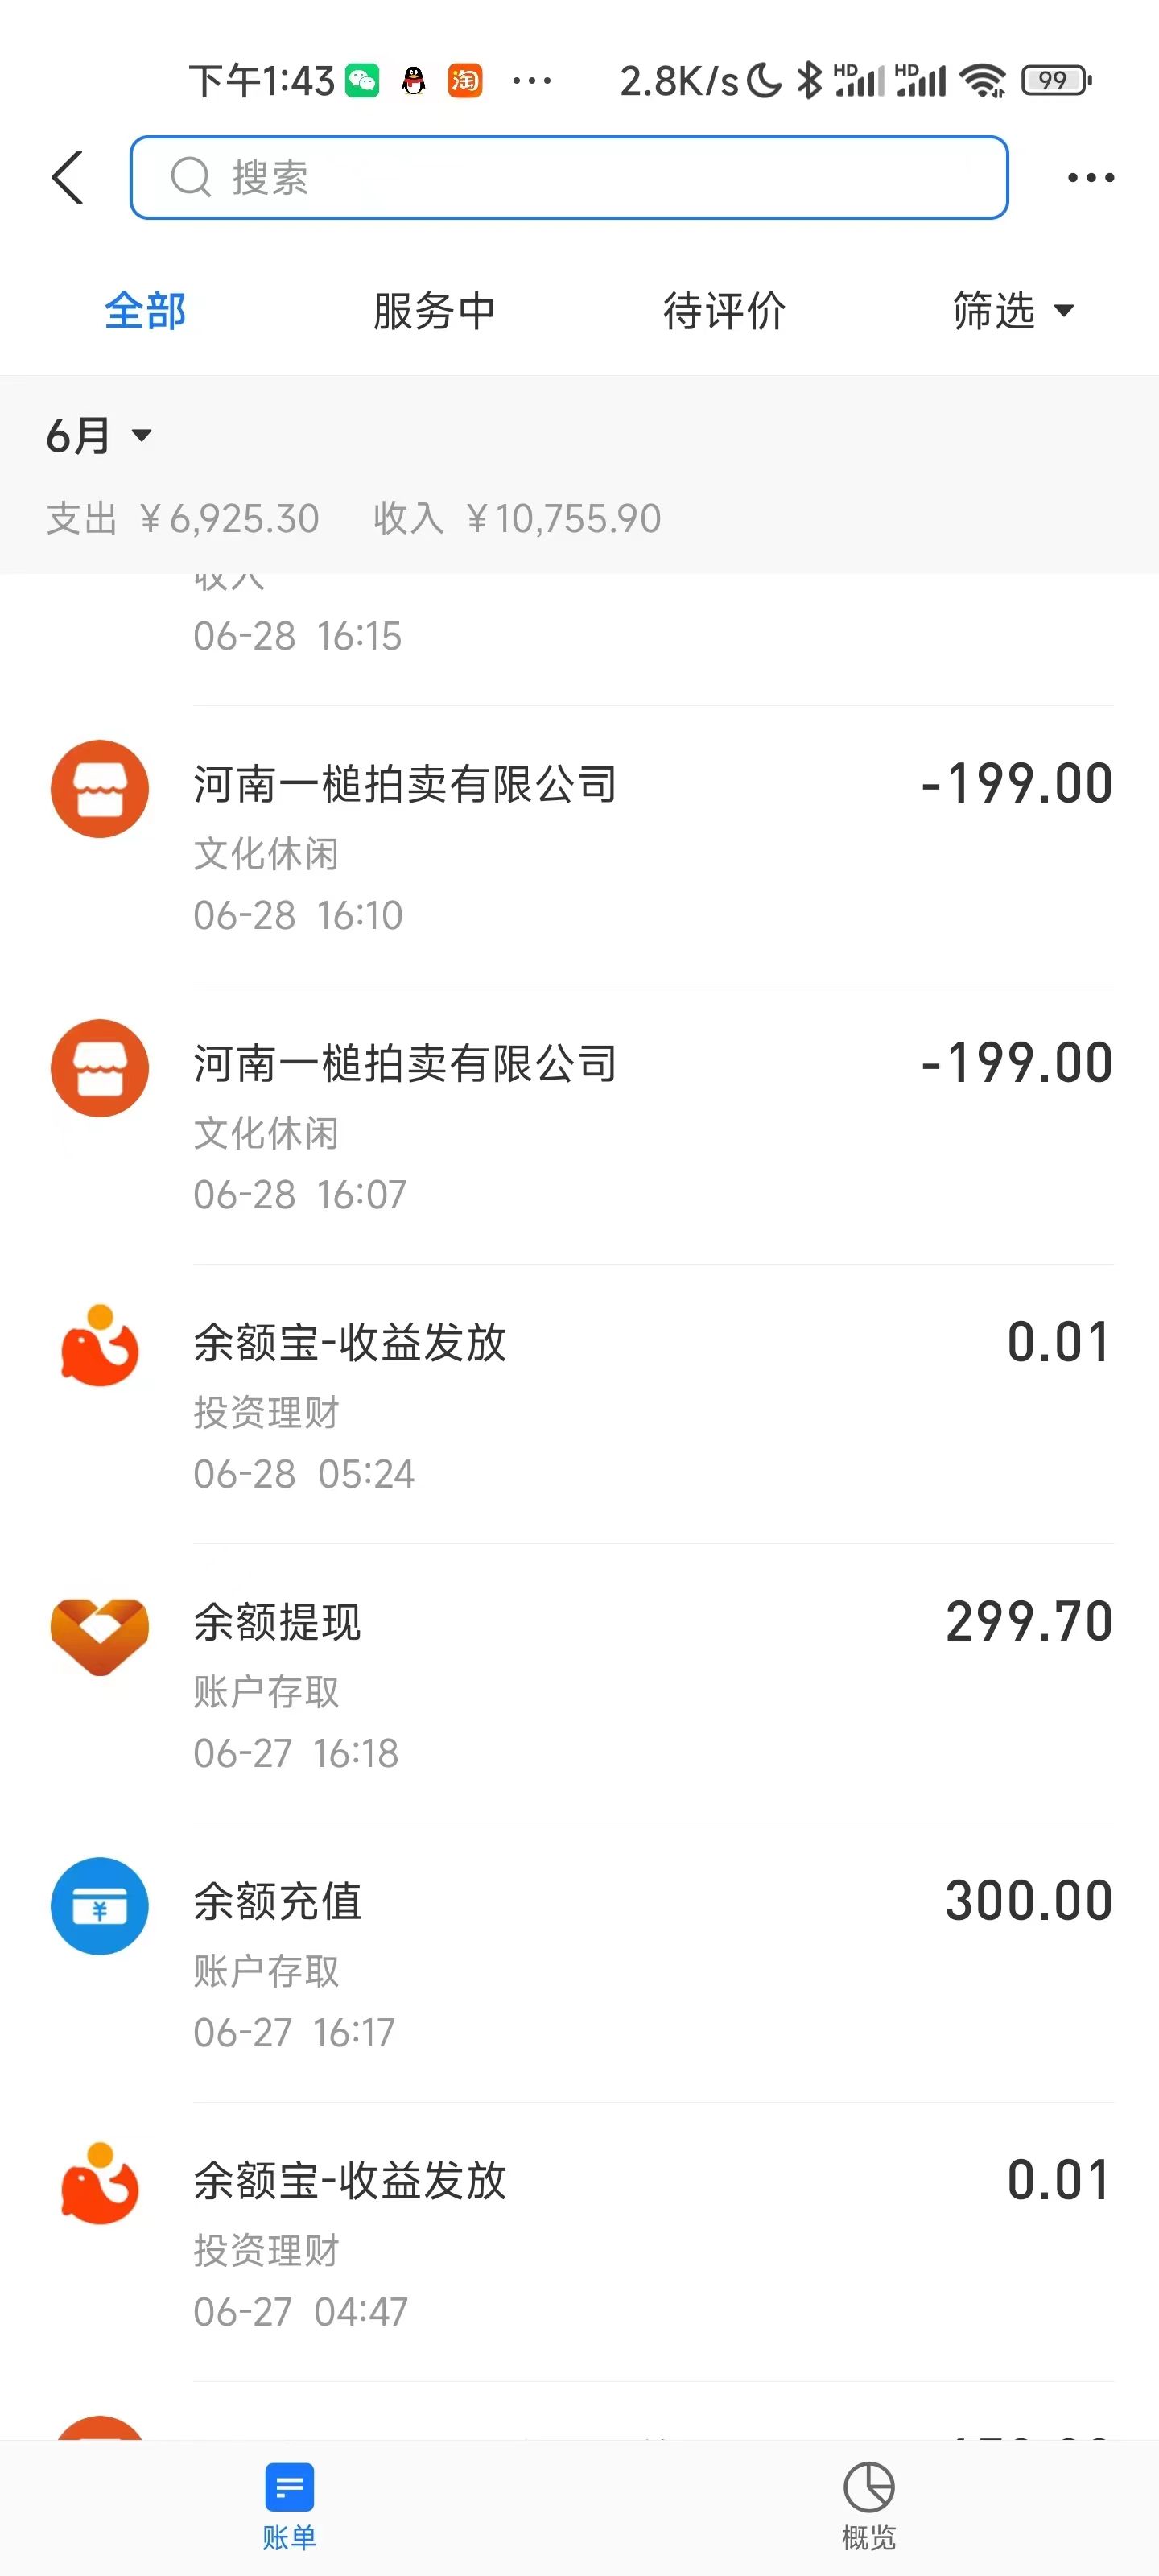 下午1:43 淘 ··· 2.8K/s HD HD 99
搜索
全部 服务中 待评价 筛选
6月
支出 ¥6,925.30 收入 ¥10,755.90
收入
06-28 16:15
河南一槌拍卖有限公司 -199.00
文化休闲
06-28 16:10
河南一槌拍卖有限公司 -199.00
文化休闲
06-28 16:07
余额宝-收益发放 0.01
投资理财
06-28 05:24
余额提现 299.70
账户存取
06-27 16:18
余额充值 300.00
账户存取
06-27 16:17
余额宝-收益发放 0.01
投资理财
06-27 04:47
账单 概览